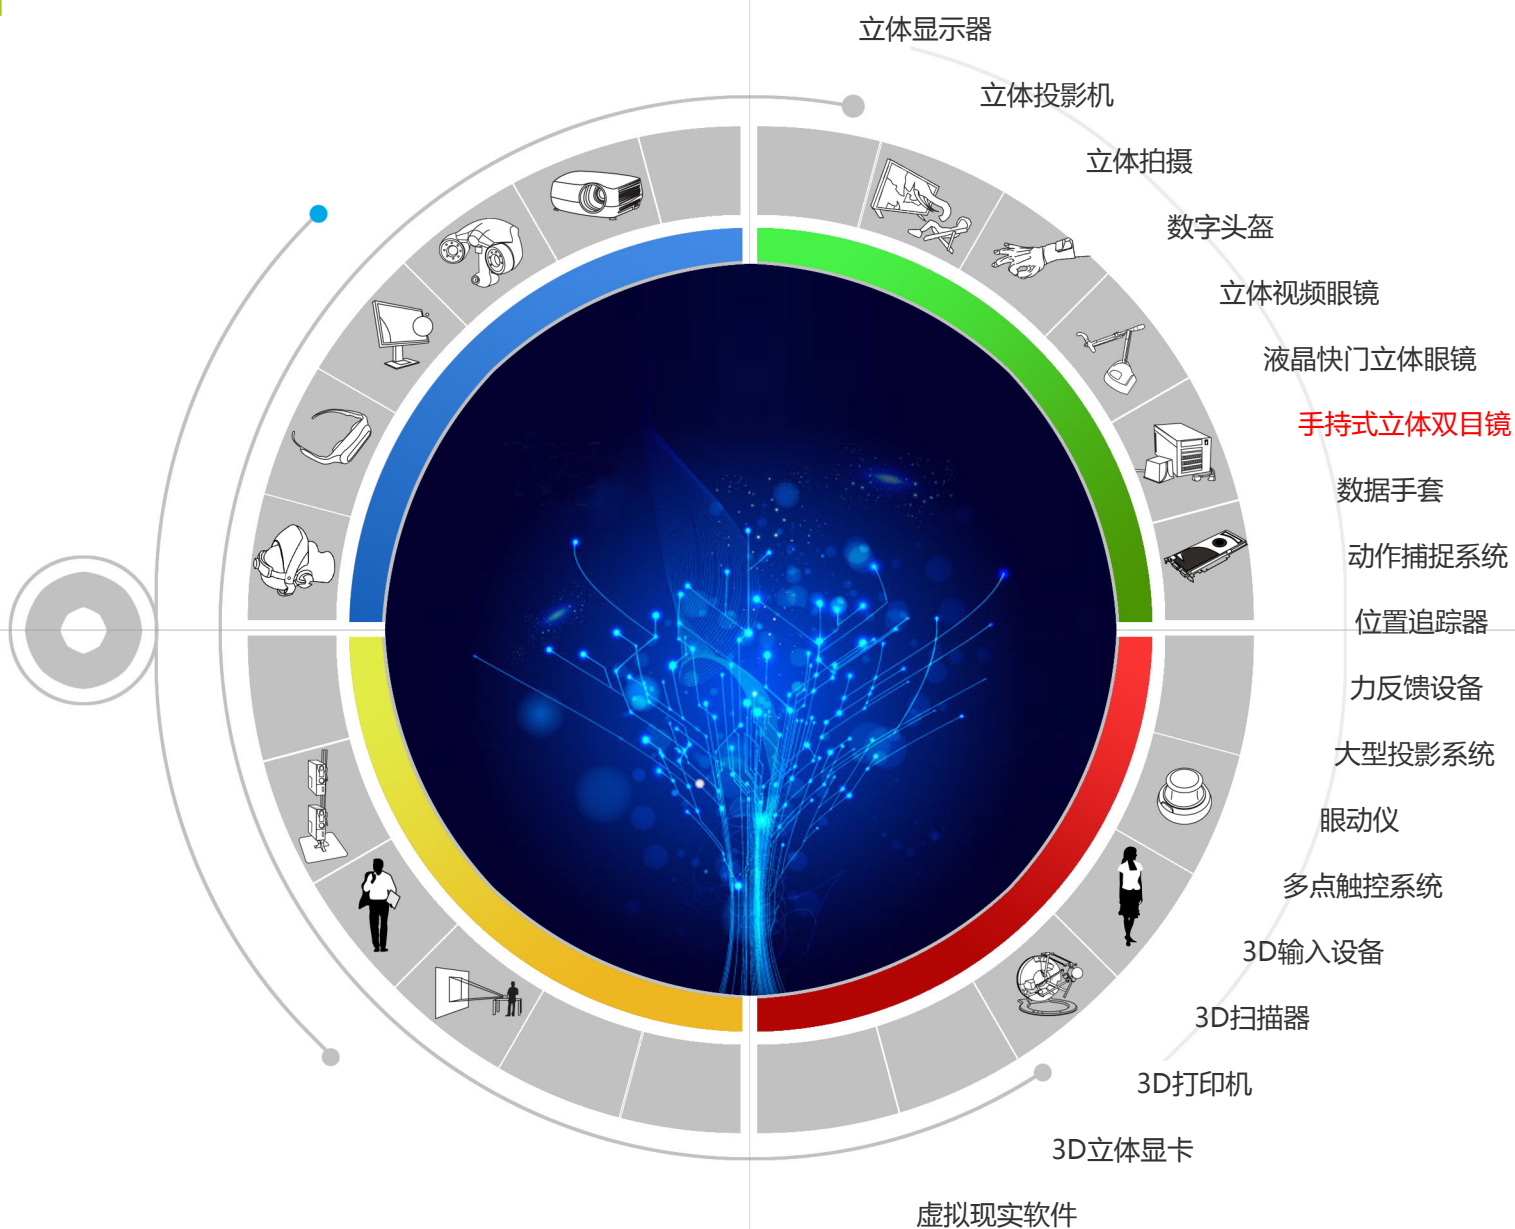 立体显示器
立体投影机
立体拍摄
数字头盔
立体视频眼镜
液晶快门立体眼镜
手持式立体双目镜
数据手套
动作捕捉系统
位置追踪器
力反馈设备
大型投影系统
眼动仪
多点触控系统
3D输入设备
3D扫描器
3D打印机
3D立体显卡
虚拟现实软件